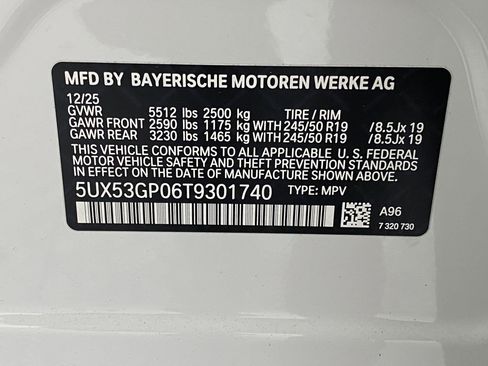 MFD BY BAYERISCHE MOTOREN WERKE AG
12/25
GVWR 5512 lbs 2500 kg TIRE / RIM
GAWR FRONT 2590 lbs 1175 kg WITH 245/50 R19 /8.5Jx 19
GAWR REAR 3230 lbs 1465 kg WITH 245/50 R19 /8.5Jx 19
THIS VEHICLE CONFORMS TO ALL APPLICABLE U. S. FEDERAL
MOTOR VEHICLE SAFETY AND THEFT PREVENTION STANDARDS
IN EFFECT ON THE DATE OF MANUFACTURE SHOWN ABOVE.
5UX53GP06T9301740 TYPE: MPV
A96
7 320 730